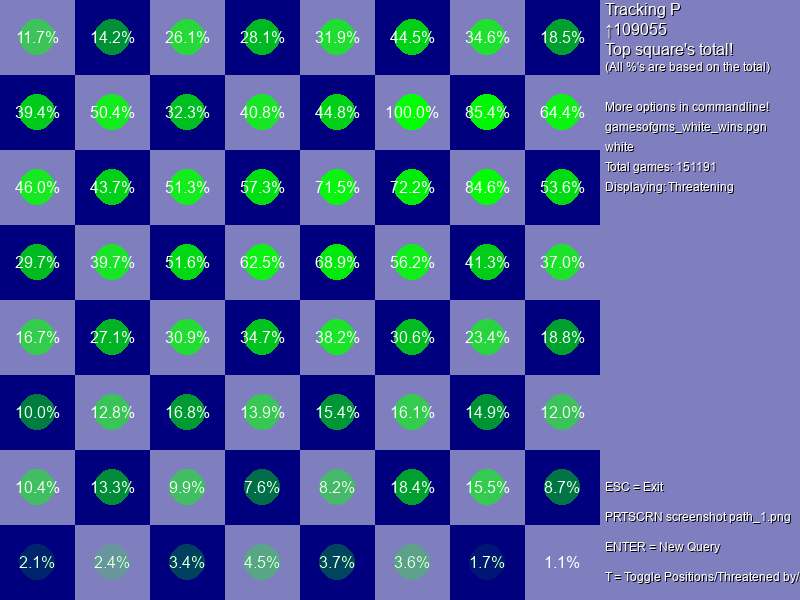 11.7% 14.2% 26.1% 28.1% 31.9% 44.5% 34.6% 18.5%
39.4% 50.4% 32.3% 40.8% 44.8% 100.0% 85.4% 64.4%
46.0% 43.7% 51.3% 57.3% 71.5% 72.2% 84.6% 53.6%
29.7% 39.7% 51.6% 62.5% 68.9% 56.2% 41.3% 37.0%
16.7% 27.1% 30.9% 34.7% 38.2% 30.6% 23.4% 18.8%
10.0% 12.8% 16.8% 13.9% 15.4% 16.1% 14.9% 12.0%
10.4% 13.3% 9.9% 7.6% 8.2% 18.4% 15.5% 8.7%
2.1% 2.4% 3.4% 4.5% 3.7% 3.6% 1.7% 1.1%
Tracking P
↑109055
Top square's total!
(All %'s are based on the total)
More options in commandline!
gamesofgms_white_wins.pgn
white
Total games: 151191
Displaying: Threatening
ESC = Exit
PRTSCRN screenshot path_1.png
ENTER = New Query
T = Toggle Positions/Threatened by/